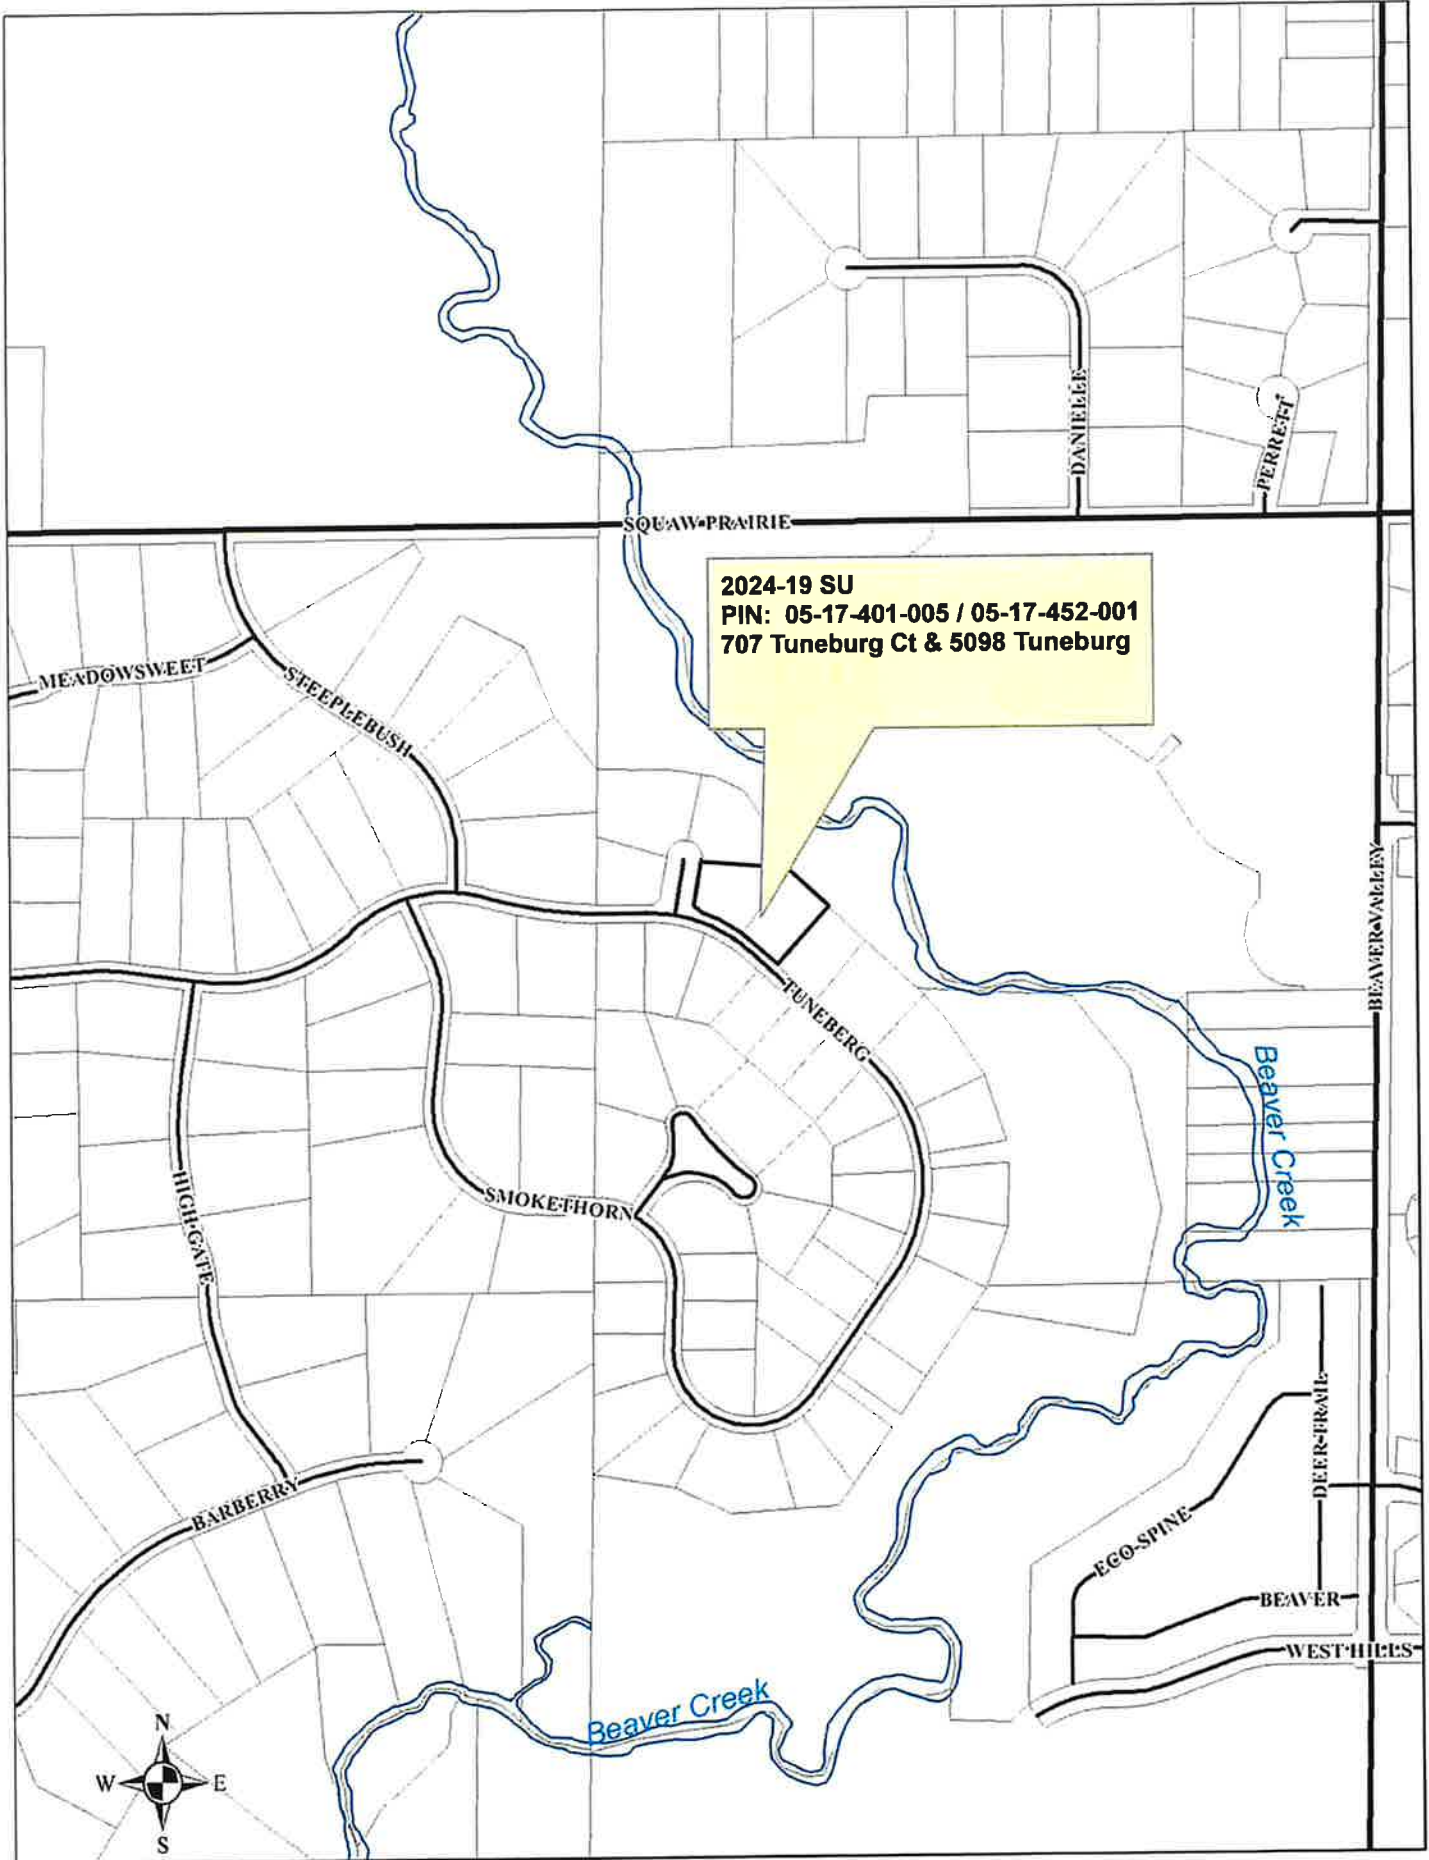 DANIELLE
PERRETT
SQUAW PRAIRIE
2024-19 SU
PIN: 05-17-401-005 / 05-17-452-001
707 Tuneburg Ct & 5098 Tuneburg
MEADOWSWEET
STEEPLEBUSH
BEAVER VALLEY
TUNEBERG
Beaver Creek
HIGH GATE
SMOKETHORN
DEER TRAIL
BARBERRY
ECO-SPINE
BEAVER
WEST HILLS
Beaver Creek
N
W E
S